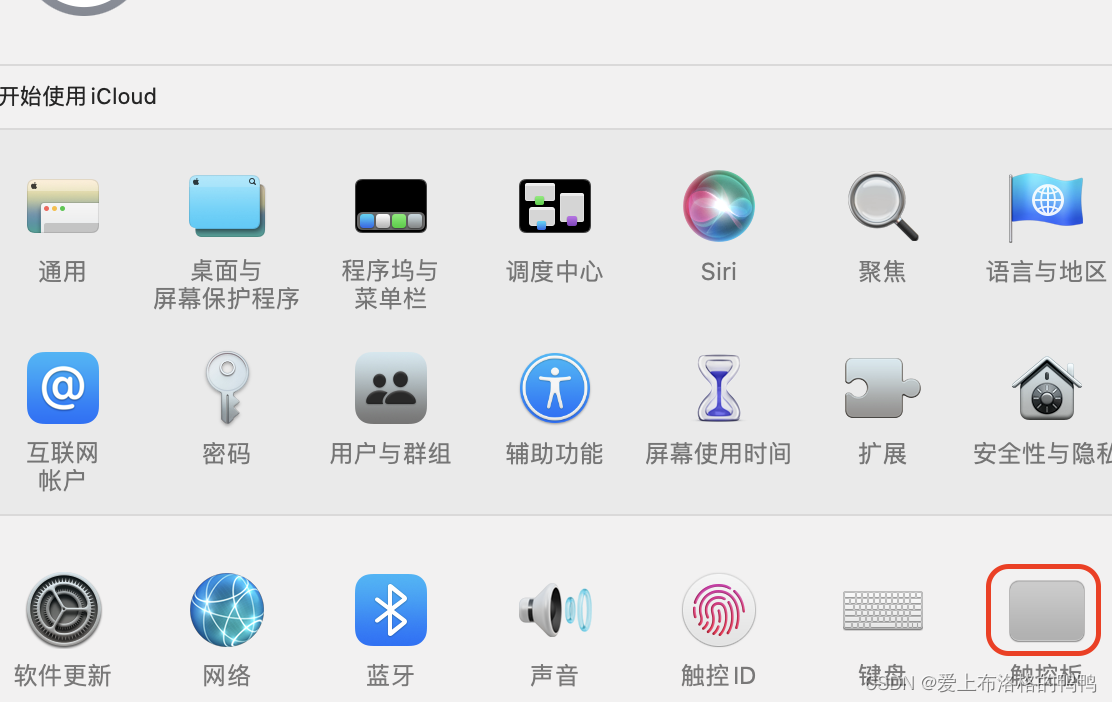 开始使用 iCloud
通用
桌面与
屏幕保护程序
程序坞与
菜单栏
调度中心
Siri
聚焦
语言与地区
互联网
帐户
密码
用户与群组
辅助功能
屏幕使用时间
扩展
安全性与隐私
软件更新
网络
蓝牙
声音
触控 ID
键盘
触控板
CSDN @爱上布洛格的鸭鸭